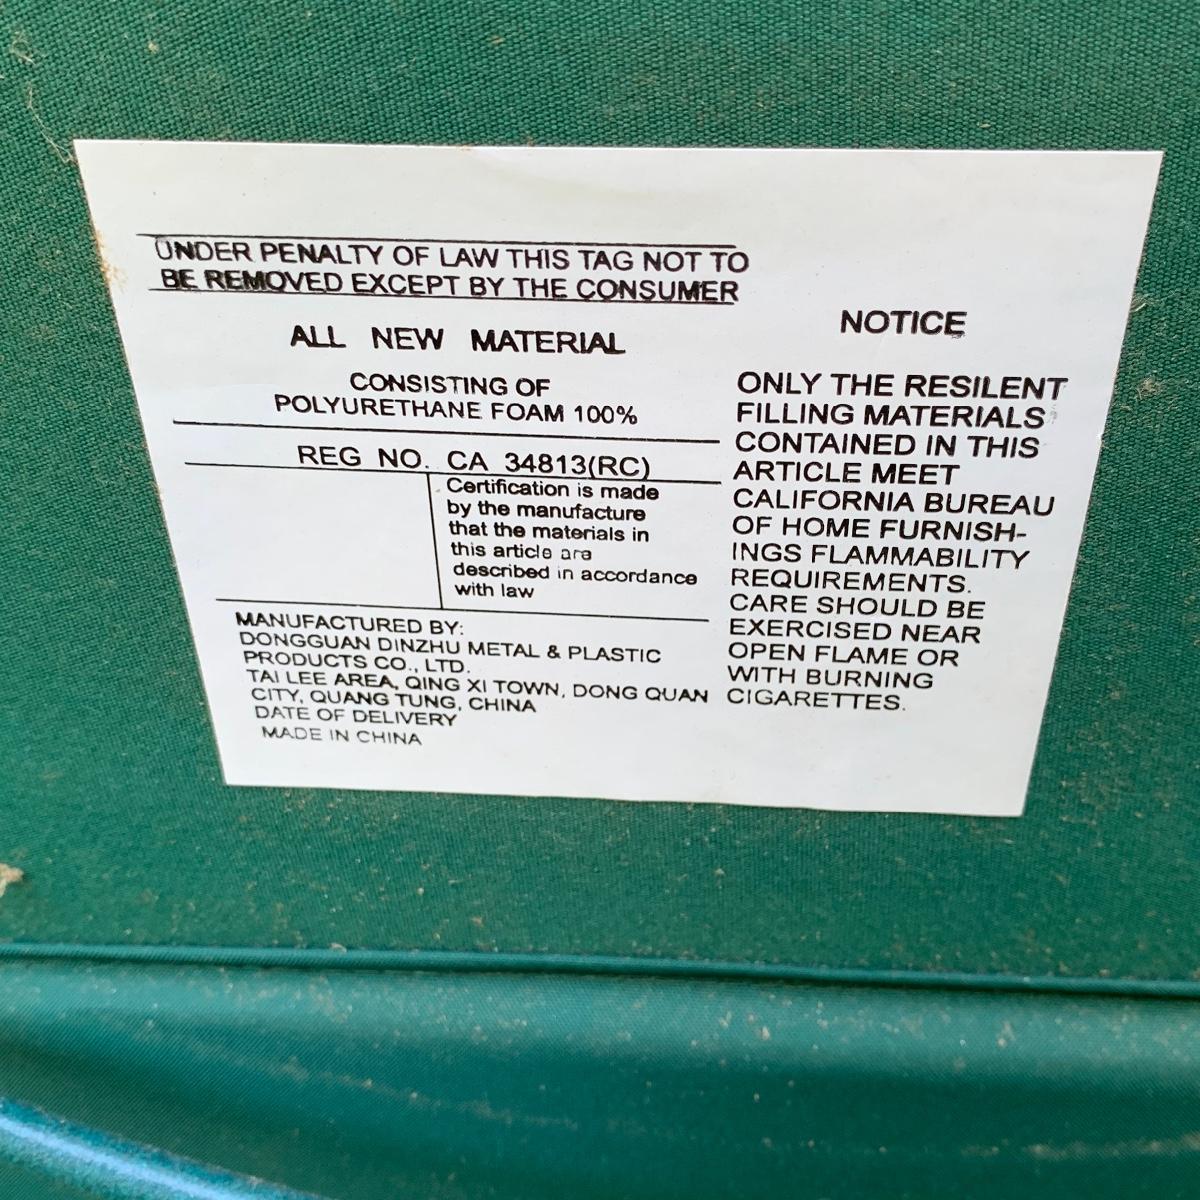 UNDER PENALTY OF LAW THIS TAG NOT TO
BE REMOVED EXCEPT BY THE CONSUMER
ALL NEW MATERIAL
CONSISTING OF
POLYURETHANE FOAM 100%
REG NO. CA 34813(RC)
Certification is made
by the manufacture
that the materials in
this article are
described in accordance
with law
MANUFACTURED BY:
DONGGUAN DINZHU METAL & PLASTIC
PRODUCTS CO., LTD.
TAI LEE AREA, QING XI TOWN, DONG QUAN
CITY, QUANG TUNG, CHINA
DATE OF DELIVERY
MADE IN CHINA
NOTICE
ONLY THE RESILENT
FILLING MATERIALS
CONTAINED IN THIS
ARTICLE MEET
CALIFORNIA BUREAU
OF HOME FURNISH-
INGS FLAMMABILITY
REQUIREMENTS.
CARE SHOULD BE
EXERCISED NEAR
OPEN FLAME OR
WITH BURNING
CIGARETTES.